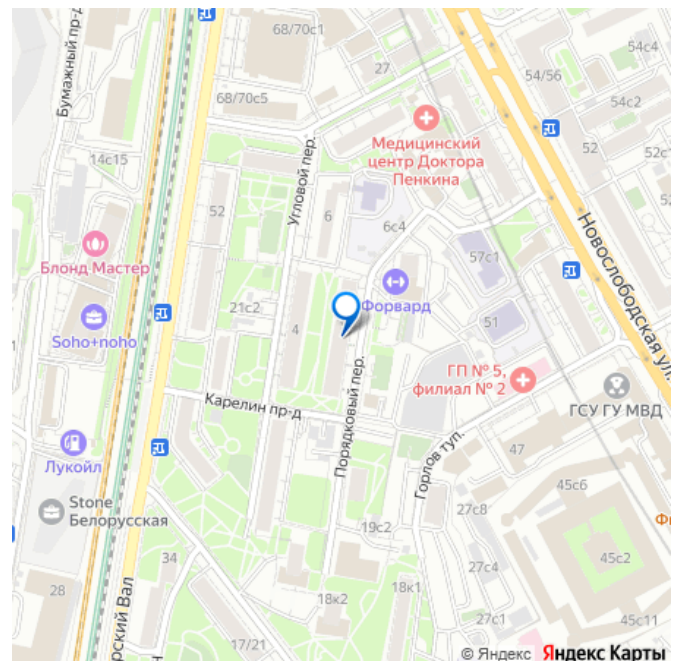 Бумажный пр-д
68/70с1
27
54с4
54/56
54с2
68/70с5
52
52с
Медицинский
центр Доктора
Пенкина
14с15
Угловой пер.
52
6
6с4
57с1
Новослободская ул.
Блонд Мастер
21с2
Форвард
Soho+noho
4
51
ГП № 5,
филиал № 2
ГСУ ГУ МВД
Карелин пр-д
Порядковый пер.
Горлов туп.
47
Лукойл
45с6
Stone
Белорусская
27с8
19с2
45с2
34
27с4
28
рский Вал
18к1
18к2
27с1
45с11
17/21
© Яндекс Яндекс Карты